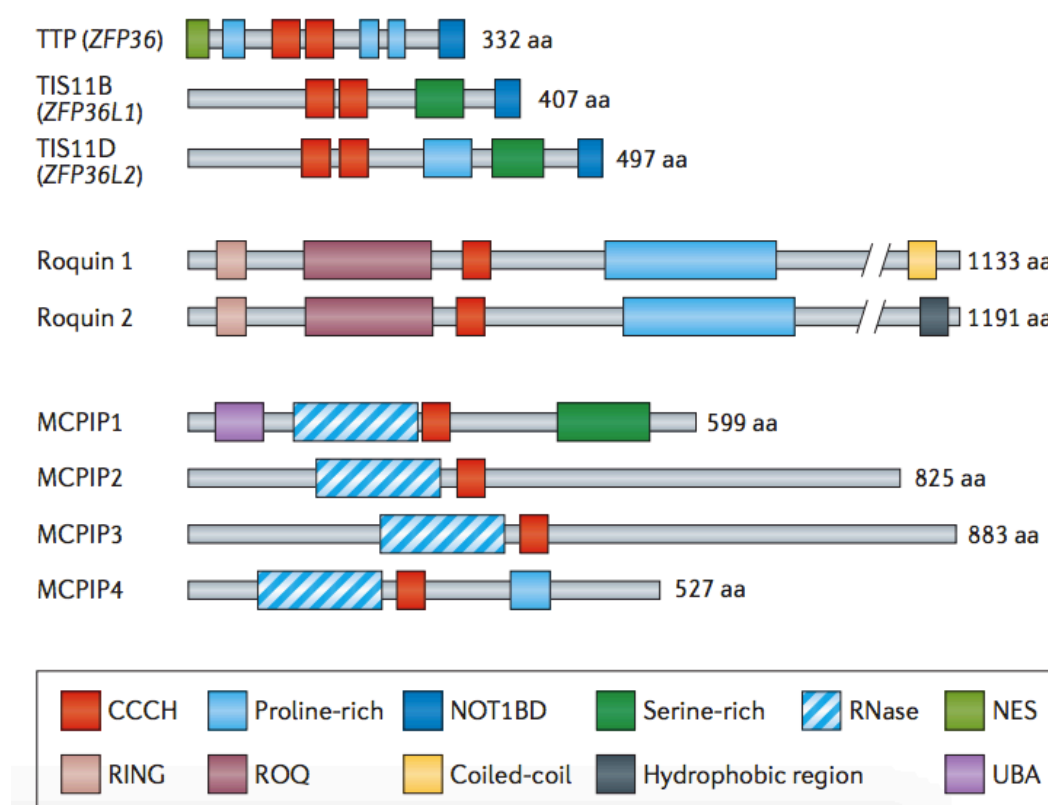 TTP (ZFP36) 332 aa
TIS11B
(ZFP36L1) 407 aa
TIS11D
(ZFP36L2) 497 aa
Roquin 1 1133 aa
Roquin 2 1191 aa
MCPIP1 599 aa
MCPIP2 825 aa
MCPIP3 883 aa
MCPIP4 527 aa
CCCH Proline-rich NOT1BD Serine-rich RNase NES
RING ROQ Coiled-coil Hydrophobic region UBA